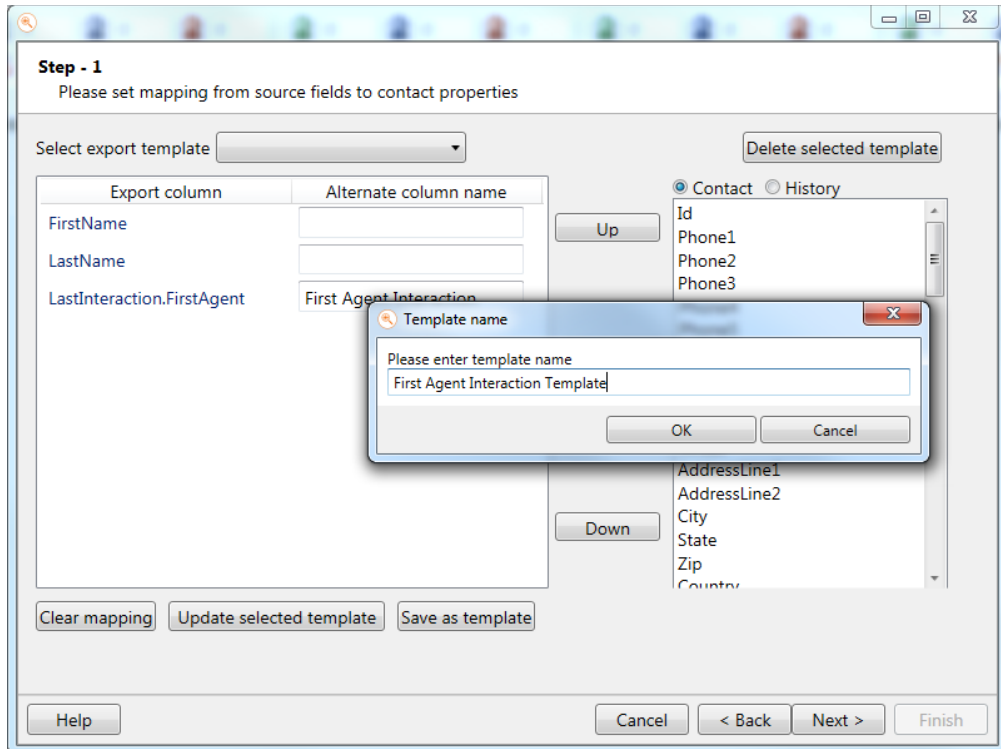 Step - 1
Please set mapping from source fields to contact properties
Select export template
Delete selected template
Export column
Alternate column name
Contact
History
FirstName
LastName
LastInteraction.FirstAgent
First Agent Interaction
Up
Down
Id
Phone1
Phone2
Phone3
Template name
Please enter template name
First Agent Interaction Template
OK
Cancel
AddressLine1
AddressLine2
City
State
Zip
Country
Clear mapping
Update selected template
Save as template
Help
Cancel
< Back
Next >
Finish